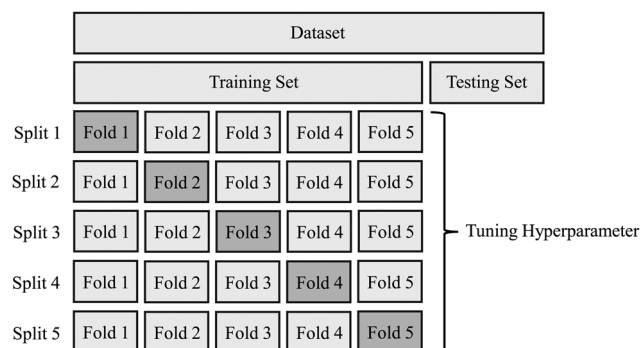 Dataset
Training Set Testing Set
Split 1 Fold 1 Fold 2 Fold 3 Fold 4 Fold 5
Split 2 Fold 1 Fold 2 Fold 3 Fold 4 Fold 5
Split 3 Fold 1 Fold 2 Fold 3 Fold 4 Fold 5 Tuning Hyperparameter
Split 4 Fold 1 Fold 2 Fold 3 Fold 4 Fold 5
Split 5 Fold 1 Fold 2 Fold 3 Fold 4 Fold 5